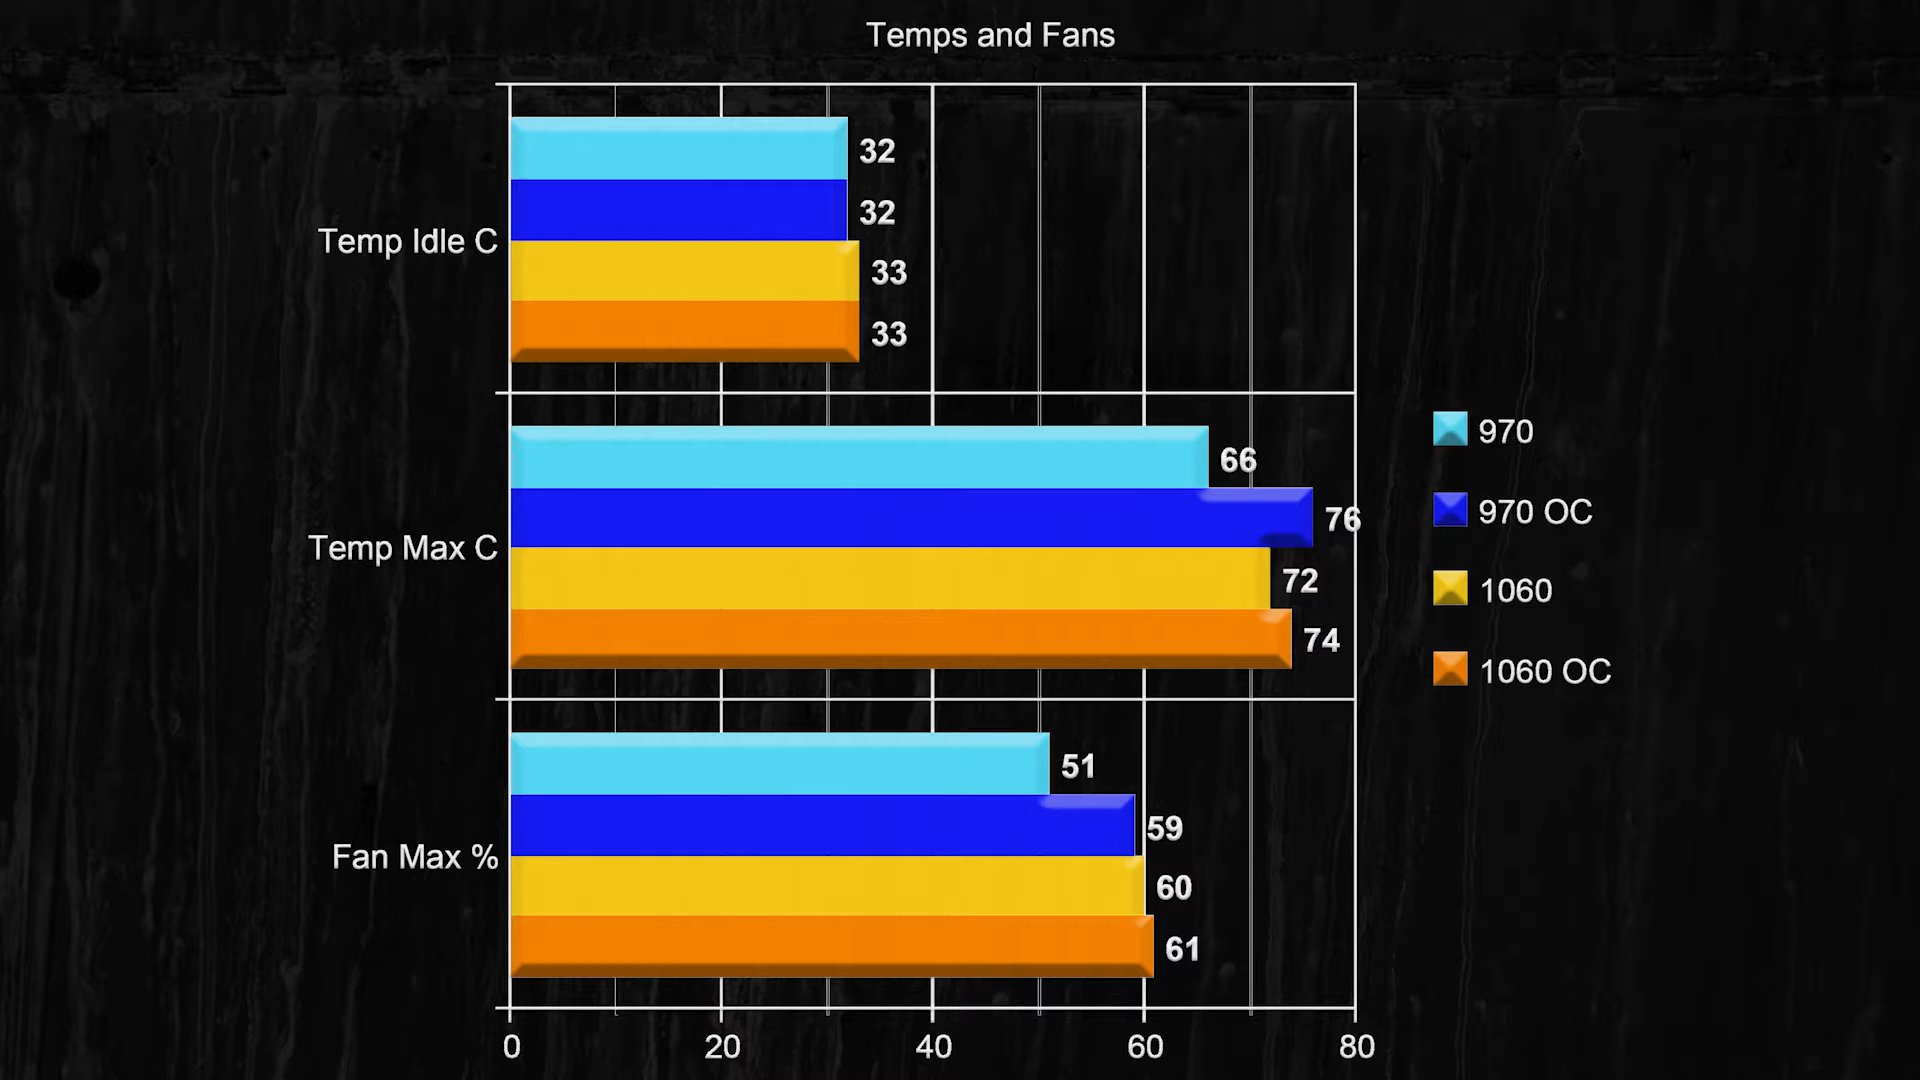 Temps and Fans
Temp Idle C
32
32
33
33
Temp Max C
66
76
72
74
Fan Max %
51
59
60
61
0 20 40 60 80
970
970 OC
1060
1060 OC